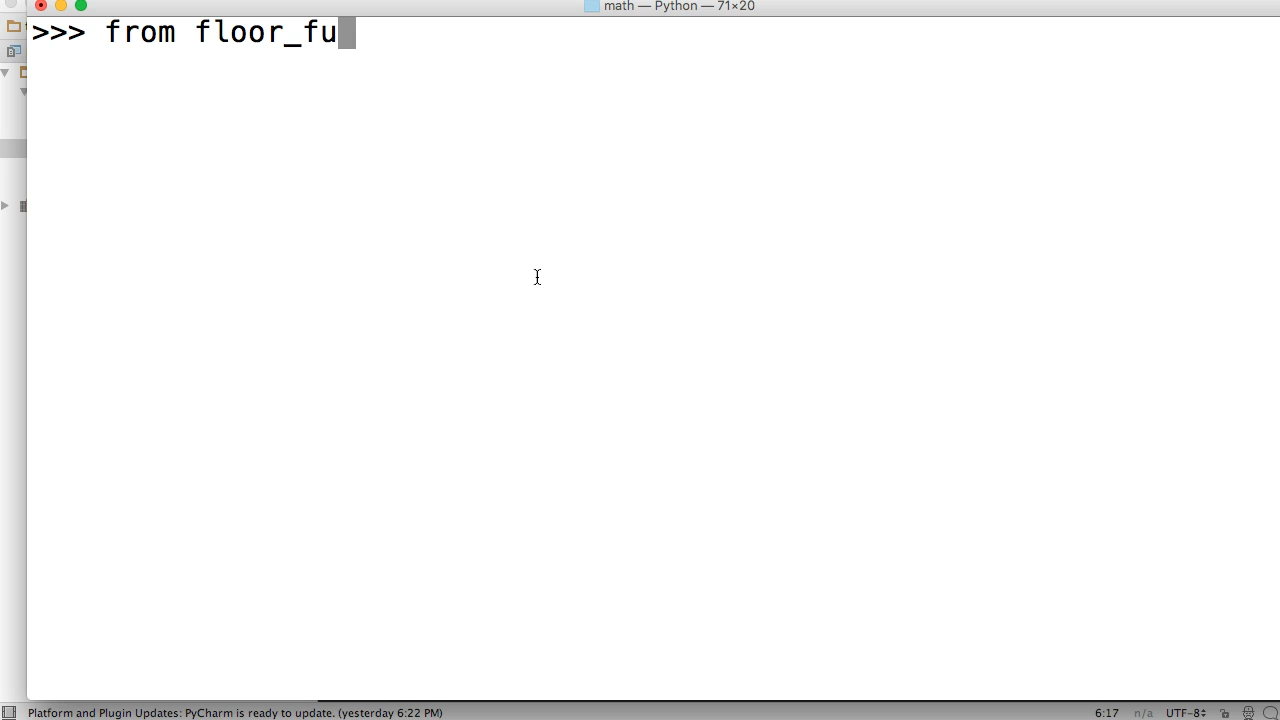 math — Python — 71×20
>>> from floor_fu
Platform and Plugin Updates: PyCharm is ready to update. (yesterday 6:22 PM)
6:17 n/a UTF-8